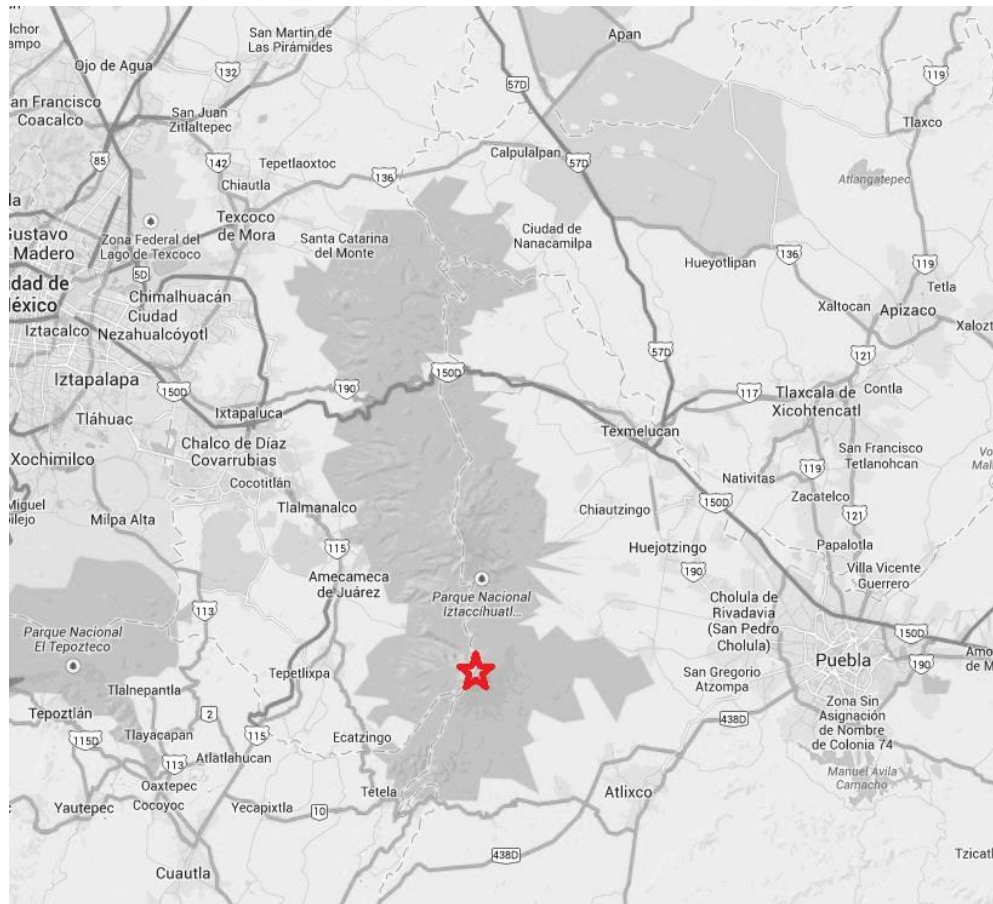 San Martin de
Las Pirámides
Apan
Ojo de Agua
132
57D
119
an Francisco
Coacalco
San Juan
Zitlaltepec
Tlaxco
85
142
Tepetlaoxtoc
Calpulalpan
57D
136
Chiautla
Atlangatepec
Texcoco
de Mora
Gustavo
Madero
Zona Federal del
Lago de Texcoco
Santa Catarina
del Monte
Ciudad de
Nanacamilpa
Hueyotlipan
136
119
5D
dad de
México
Chimalhuacán
Tetla
Iztacalco
Ciudad
Nezahualcóyotl
Xaltocan
Apizaco
Xalozt
57D
121
Iztapalapa
150D
190
150D
117
Tlaxcala de
Xicohtencatl
Contla
Tláhuac
Ixtapaluca
Texmelucan
Chalco de Díaz
Covarrubias
San Francisco
Tetlanohcan
Xochimilco
Cocotitlán
Nativitas
119
Miguel
Milpa Alta
Tlalmanalco
Chiautzingo
150D
Zacatelco
121
115
Huejotzingo
Papalotla
Amecameca
de Juárez
190
Villa Vicente
Guerrero
113
Parque Nacional
Iztaccihuatl...
Cholula de
Rivadavia
(San Pedro
Cholula)
Parque Nacional
El Tepozteco
150D
Puebla
190
Tepetlixpa
San Gregorio
Atzompa
Tlalnepantla
Tepoztlán
2
438D
Zona Sin
Asignación
de Nombre
de Colonia 74
115D
Tlayacapan
115
Ecatzingo
113
Atlatlahucan
Manuel Avila
Camacho
Oaxtepec
Cocoyoc
Yautepec
Yecapixtla
10
Tetela
Atlixco
438D
Cuautla
Tzicatl